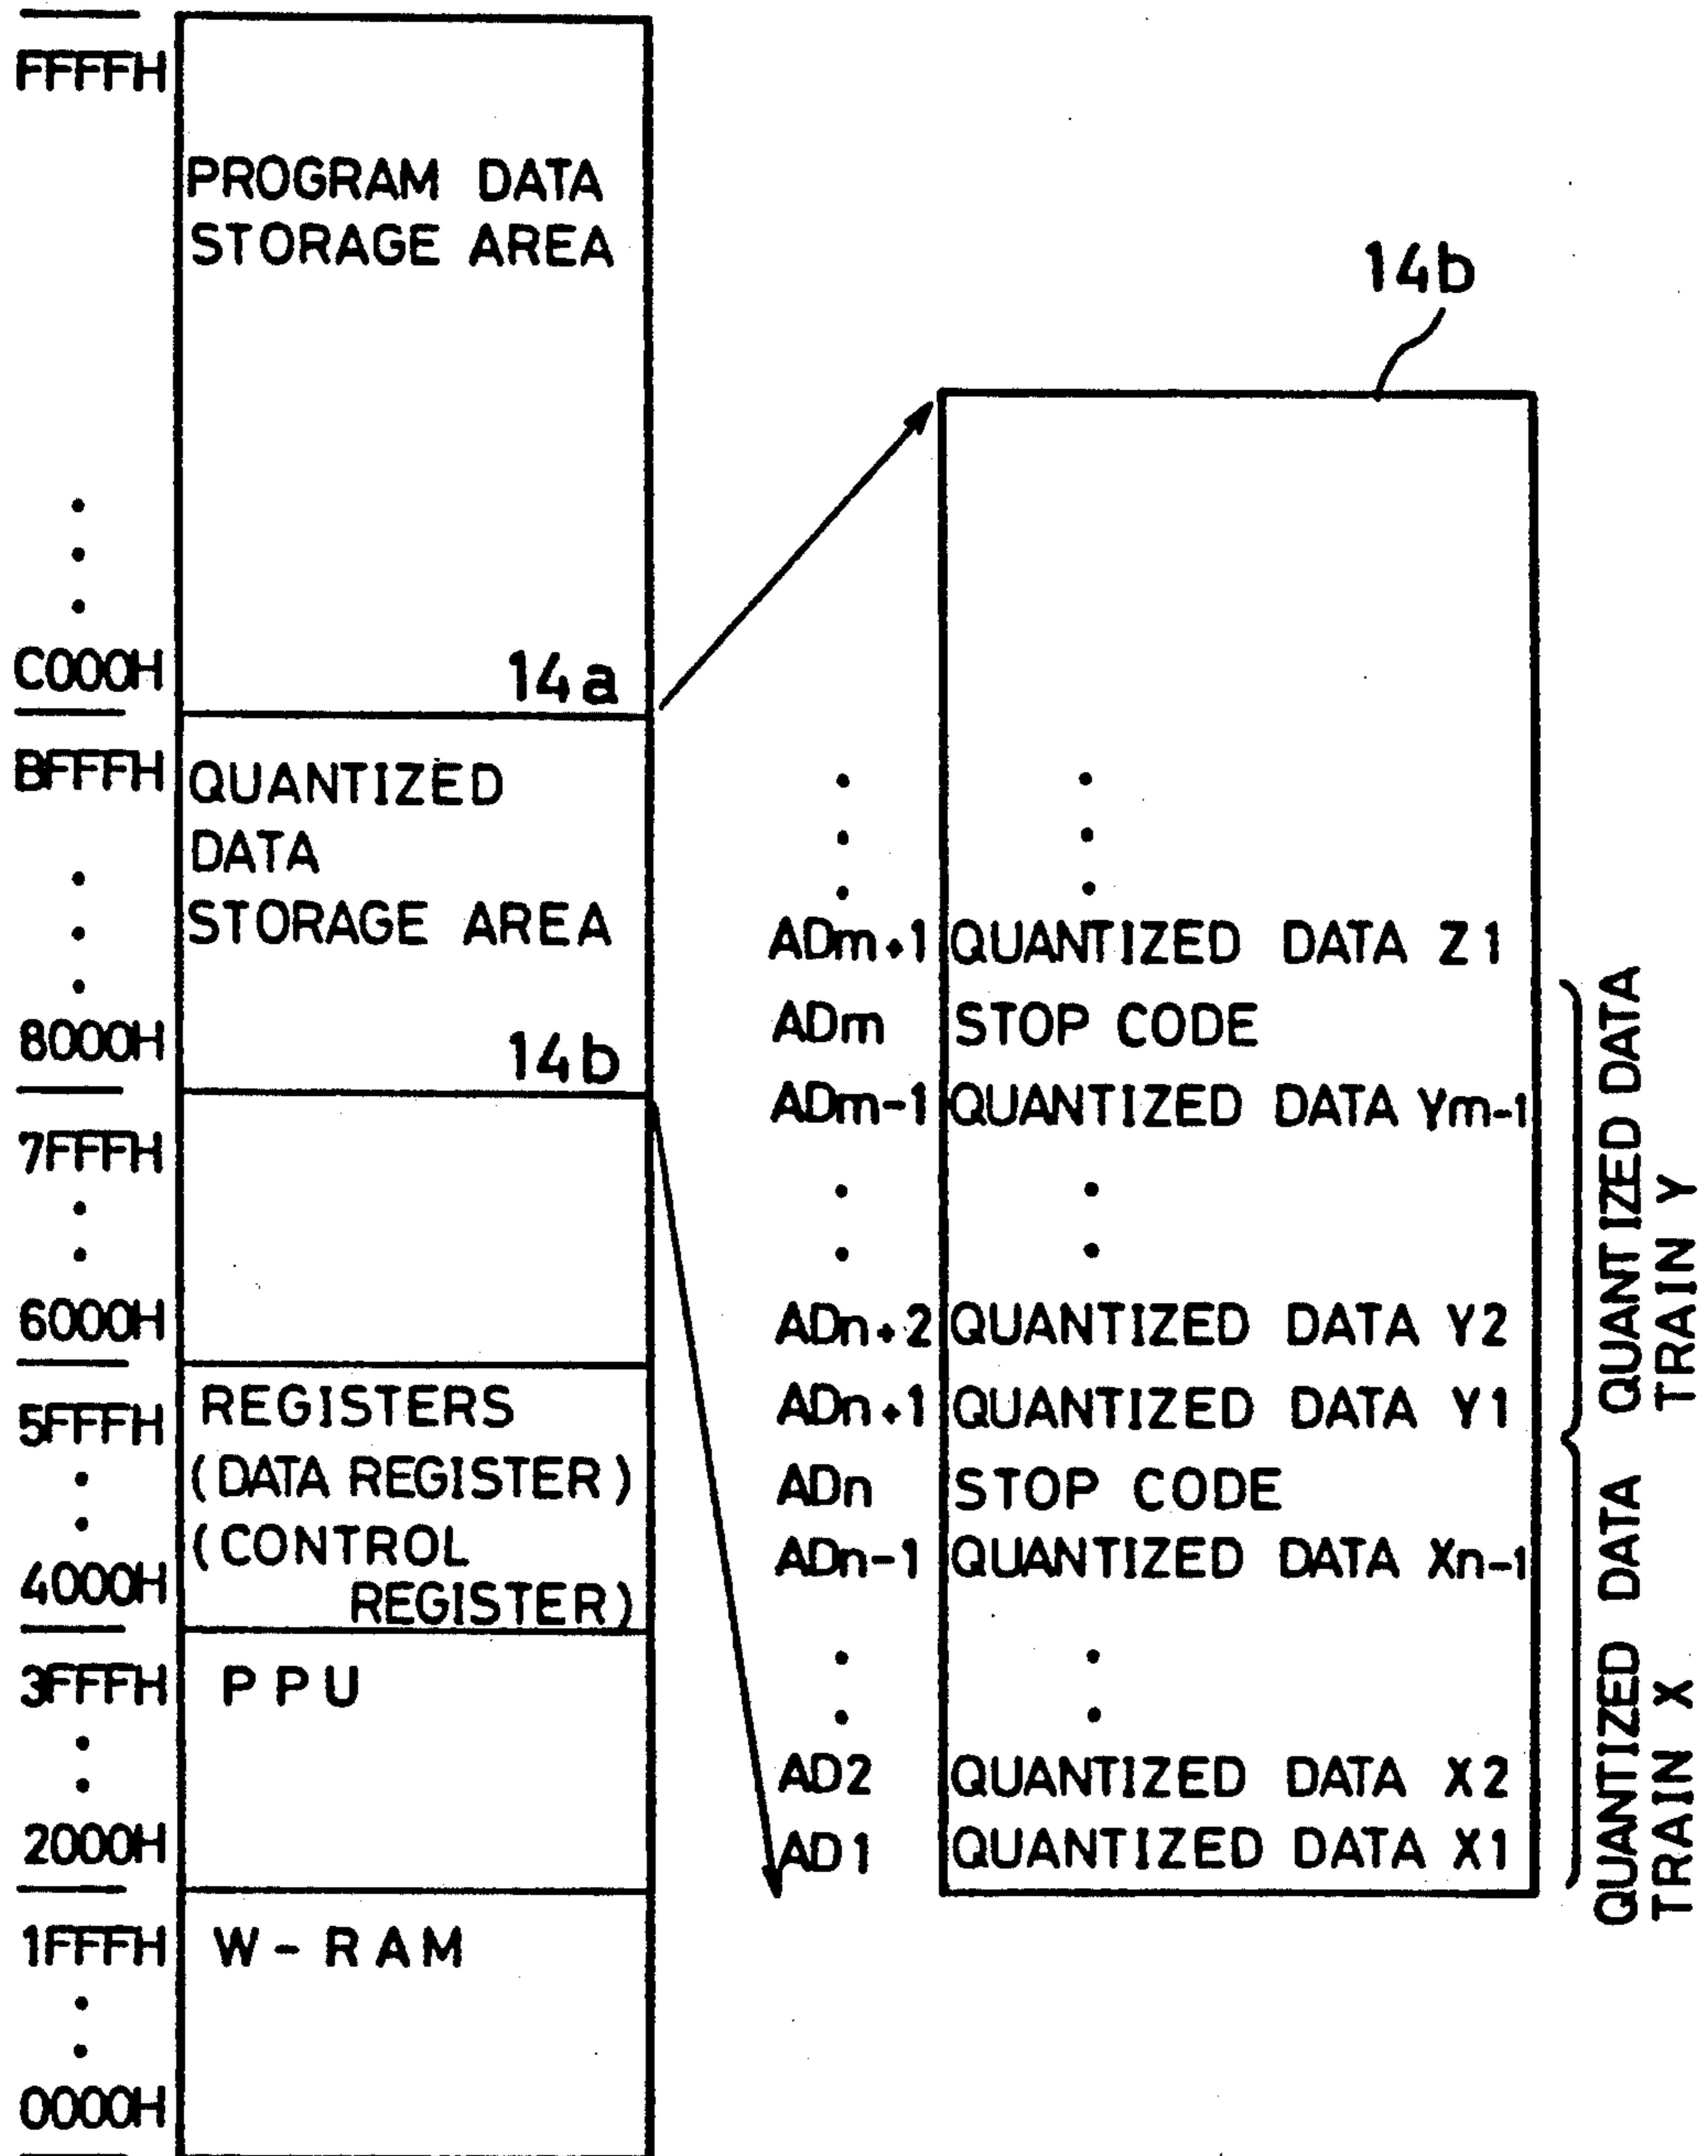 FFFFH
PROGRAM DATA
STORAGE AREA
C000H
14a
BFFFH
QUANTIZED
DATA
STORAGE AREA
8000H
14b
7FFFH
6000H
5FFFH
REGISTERS
(DATA REGISTER)
(CONTROL
REGISTER)
4000H
3FFFH
PPU
2000H
1FFFH
W-RAM
0000H
14b
ADm+1 QUANTIZED DATA Z1
ADm STOP CODE
ADm-1 QUANTIZED DATA Ym-1
ADn+2 QUANTIZED DATA Y2
ADn+1 QUANTIZED DATA Y1
ADn STOP CODE
ADn-1 QUANTIZED DATA Xn-1
AD2 QUANTIZED DATA X2
AD1 QUANTIZED DATA X1
QUANTIZED DATA
TRAIN Y
QUANTIZED DATA
TRAIN X